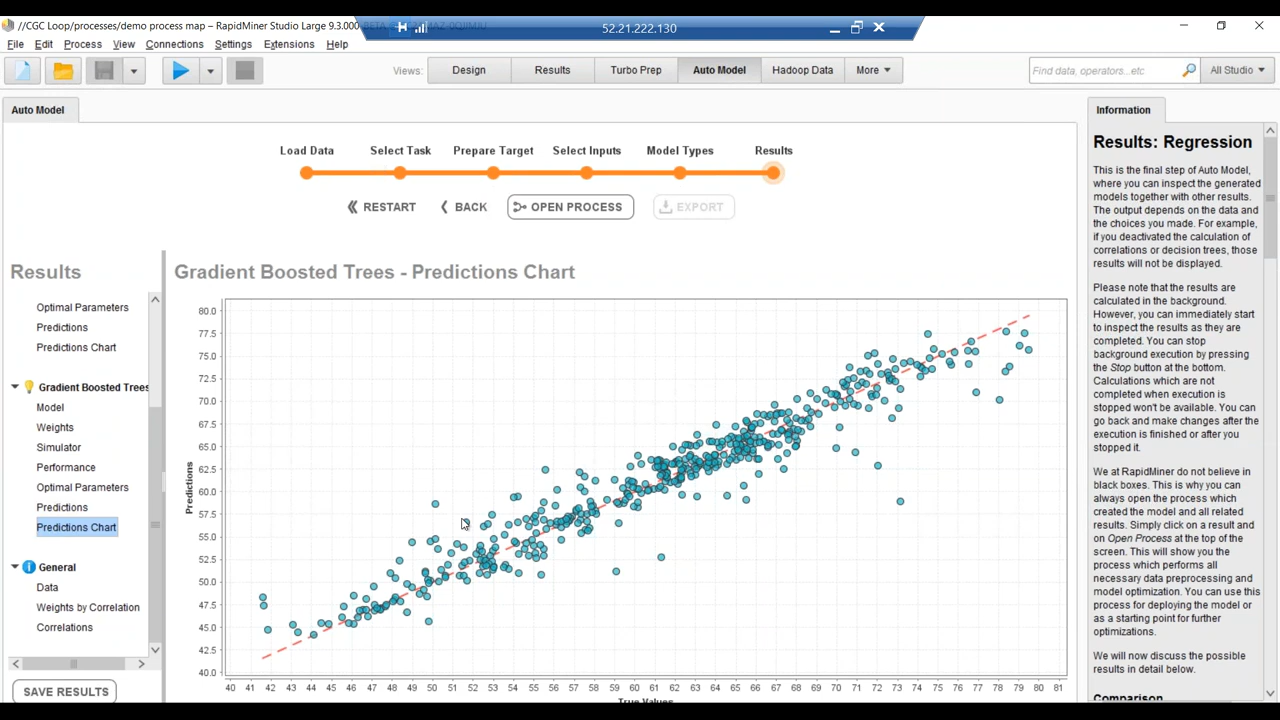 //CGC Loop/processes/demo process map – RapidMiner Studio Large 9.3.000
52.21.222.130
File Edit Process View Connections Settings Extensions Help
Views: Design Results Turbo Prep Auto Model Hadoop Data More
Find data, operators...etc
All Studio
Auto Model
Load Data Select Task Prepare Target Select Inputs Model Types Results
RESTART BACK OPEN PROCESS EXPORT
Results
Optimal Parameters
Predictions
Predictions Chart
Gradient Boosted Trees
Model
Weights
Simulator
Performance
Optimal Parameters
Predictions
Predictions Chart
General
Data
Weights by Correlation
Correlations
SAVE RESULTS
Gradient Boosted Trees - Predictions Chart
Predictions
80.0
77.5
75.0
72.5
70.0
67.5
65.0
62.5
60.0
57.5
55.0
52.5
50.0
47.5
45.0
42.5
40.0
40 41 42 43 44 45 46 47 48 49 50 51 52 53 54 55 56 57 58 59 60 61 62 63 64 65 66 67 68 69 70 71 72 73 74 75 76 77 78 79 80 81
True Values
Information
Results: Regression
This is the final step of Auto Model,
where you can inspect the generated
models together with other results.
The output depends on the data and
the choices you made. For example,
if you deactivated the calculation of
correlations or decision trees, those
results will not be displayed.
Please note that the results are
calculated in the background.
However, you can immediately start
to inspect the results as they are
completed. You can stop
background execution by pressing
the Stop button at the bottom.
Calculations which are not
completed when execution is
stopped won't be available. You can
go back and make changes after the
execution is finished or after you
stopped it.
We at RapidMiner do not believe in
black boxes. This is why you can
always open the process which
created the model and all related
results. Simply click on a result and
on Open Process at the top of the
screen. This will show you the
process which performs all
necessary data preprocessing and
model optimization. You can use this
process for deploying the model or
as a starting point for further
optimizations.
We will now discuss the possible
results in detail below.
Comparison